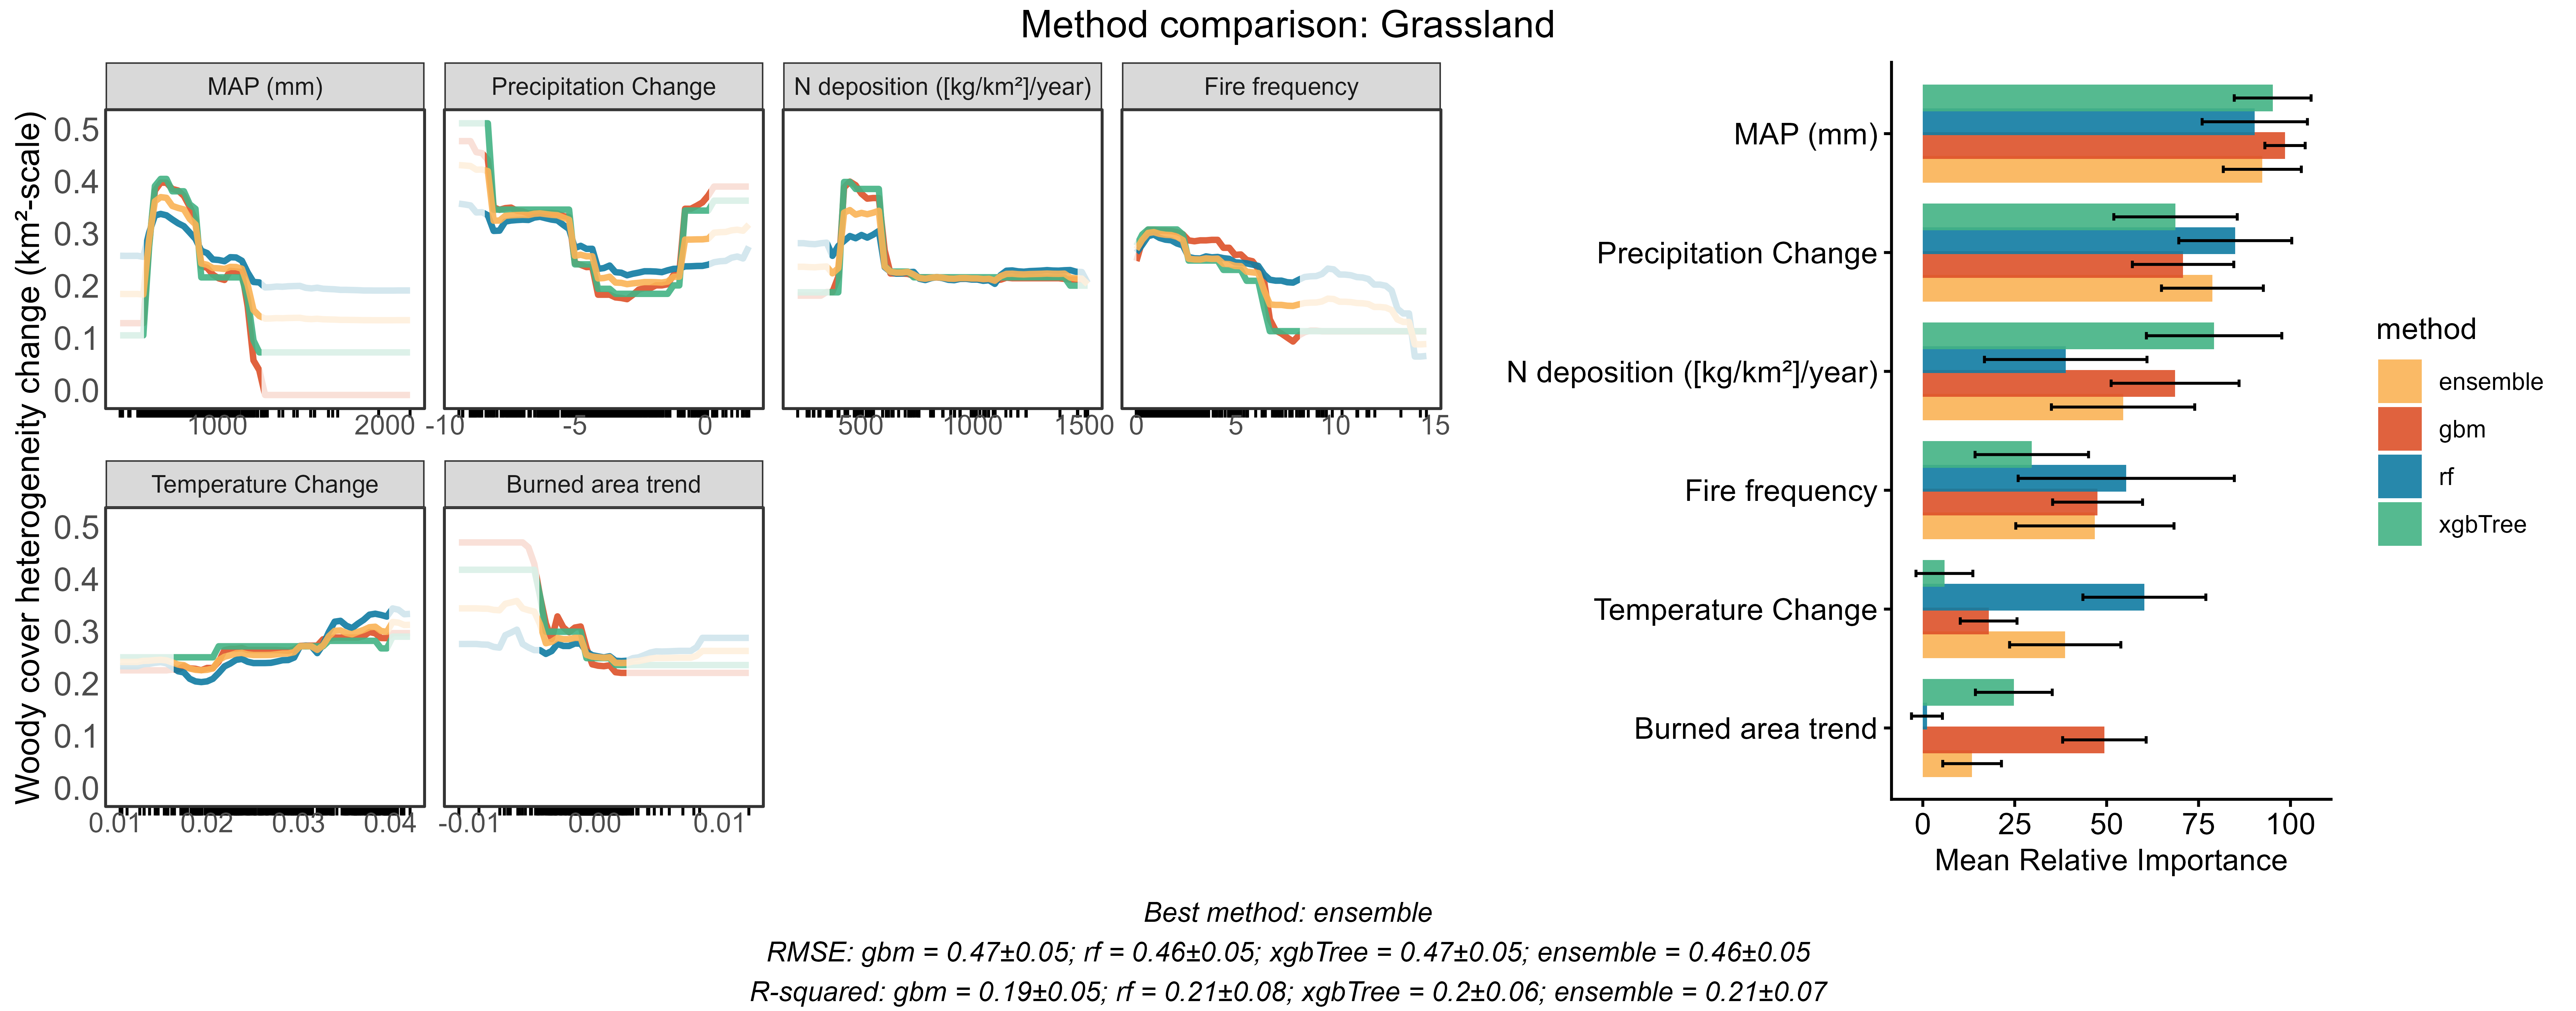 Method comparison: Grassland
Woody cover heterogeneity change (km²-scale)
MAP (mm)
Precipitation Change
N deposition ([kg/km²]/year)
Fire frequency
0.5
0.4
0.3
0.2
0.1
0.0
1000 2000
-10 -5 0
500 1000 1500
0 5 10 15
Temperature Change
Burned area trend
0.5
0.4
0.3
0.2
0.1
0.0
0.01 0.02 0.03 0.04
-0.01 0.00 0.01
MAP (mm)
Precipitation Change
N deposition ([kg/km²]/year)
Fire frequency
Temperature Change
Burned area trend
0 25 50 75 100
Mean Relative Importance
method
ensemble
gbm
rf
xgbTree
Best method: ensemble
RMSE: gbm = 0.47±0.05; rf = 0.46±0.05; xgbTree = 0.47±0.05; ensemble = 0.46±0.05
R-squared: gbm = 0.19±0.05; rf = 0.21±0.08; xgbTree = 0.2±0.06; ensemble = 0.21±0.07